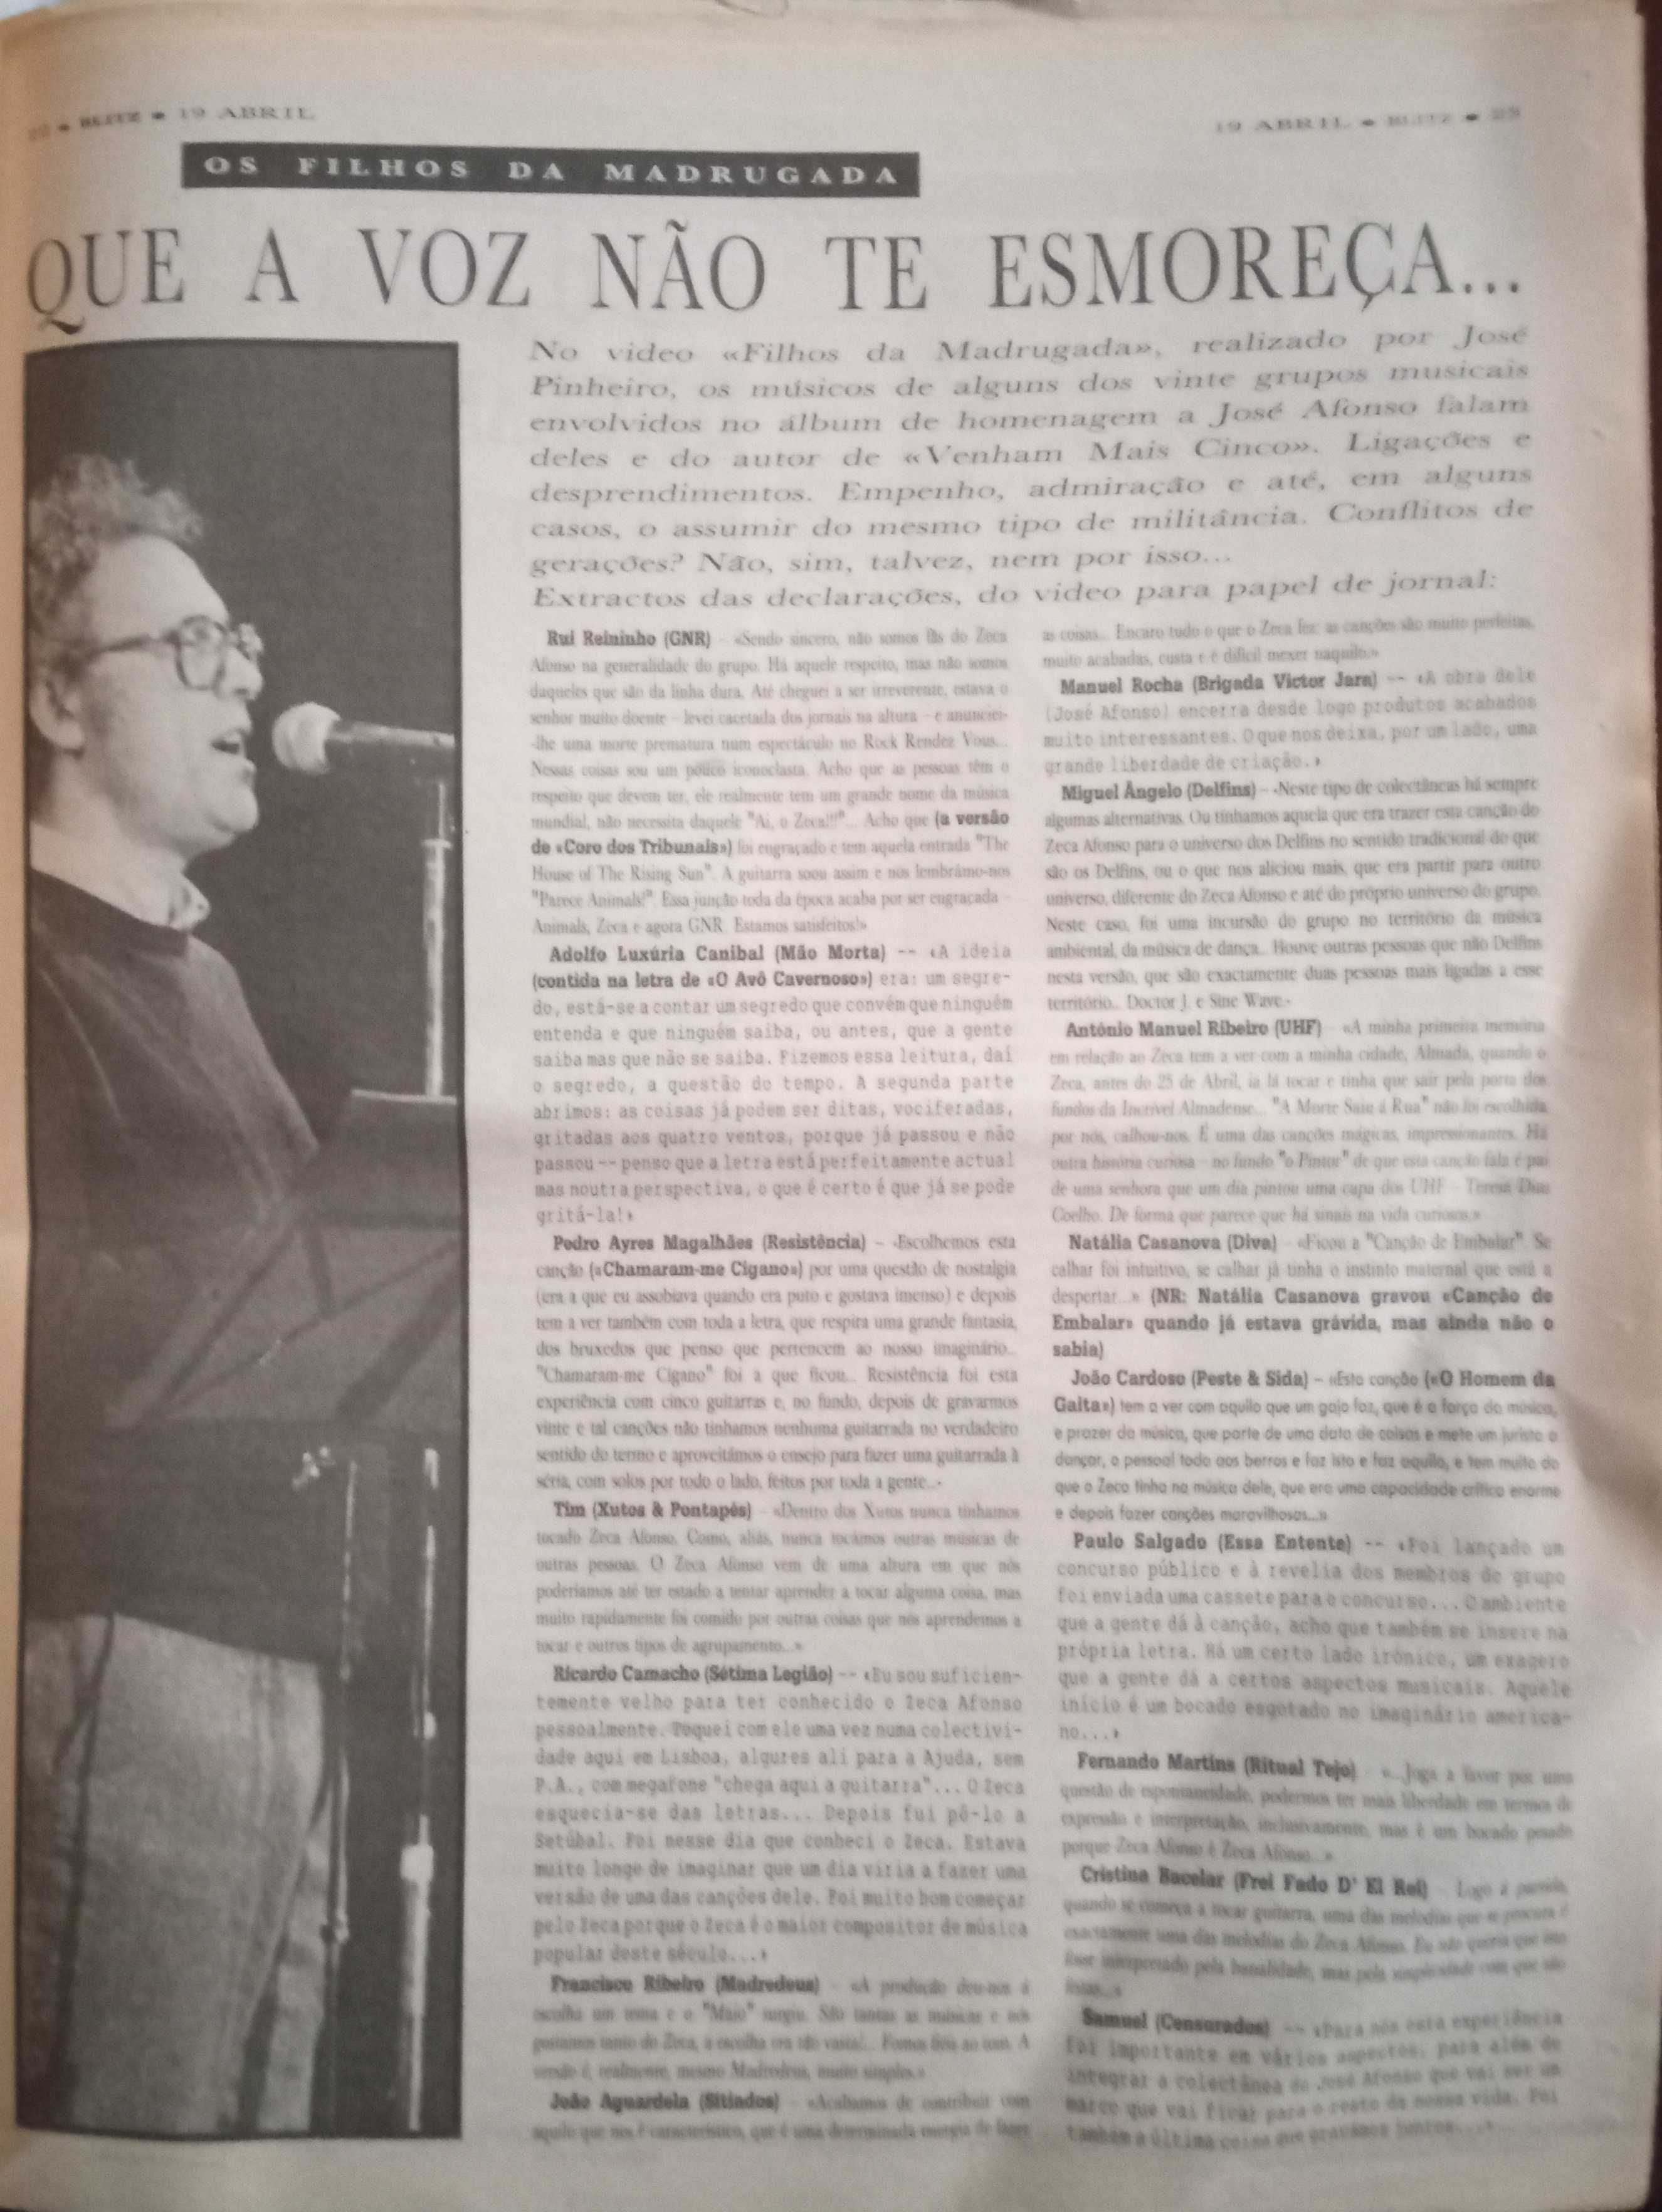 22 • BLITZ • 19 ABRIL
19 ABRIL • BLITZ • 23
OS FILHOS DA MADRUGADA
QUE A VOZ NÃO TE ESMOREÇA...
No video «Filhos da Madrugada», realizado por José
Pinheiro, os músicos de alguns dos vinte grupos musicais
envolvidos no álbum de homenagem a José Afonso falam
deles e do autor de «Venham Mais Cinco». Ligações e
desprendimentos. Empenho, admiração e até, em alguns
casos, o assumir do mesmo tipo de militância. Conflitos de
gerações? Não, sim, talvez, nem por isso...
Extractos das declarações, do video para papel de jornal:
Rui Reininho (GNR) – «Sendo sincero, não somos fãs do Zeca
Afonso na generalidade do grupo. Há aquele respeito, mas não somos
daqueles que são da linha dura. Até cheguei a ser irreverente, estava o
senhor muito doente – levei cacetada dos jornais na altura – e anunciei-
-lhe uma morte prematura num espectáculo no Rock Rendez Vous...
Nessas coisas sou um pouco iconoclasta. Acho que as pessoas têm o
respeito que devem ter, ele realmente tem um grande nome da música
mundial, não necessita daquele "Ai, o Zeca!!!"... Acho que (a versão
de «Coro dos Tribunais») foi engraçado e tem aquela entrada "The
House of The Rising Sun". A guitarra soou assim e nós lembrámo-nos
"Parece Animals!". Essa junção toda da época acaba por ser engraçada –
Animals, Zeca e agora GNR. Estamos satisfeitos!»
Adolfo Luxúria Canibal (Mão Morta) -- «A ideia
(contida na letra de «O Avô Cavernoso») era: um segre-
do, está-se a contar um segredo que convém que ninguém
entenda e que ninguém saiba, ou antes, que a gente
saiba mas que não se saiba. Fizemos essa leitura, daí
o segredo, a questão do tempo. A segunda parte
abrimos: as coisas já podem ser ditas, vociferadas,
gritadas aos quatro ventos, porque já passou e não
passou -- penso que a letra está perfeitamente actual
mas noutra perspectiva, o que é certo é que já se pode
gritá-la!»
Pedro Ayres Magalhães (Resistência) – «Escolhemos esta
canção («Chamaram-me Cigano») por uma questão de nostalgia
(era a que eu assobiava quando era puto e gostava imenso) e depois
tem a ver também com toda a letra, que respira uma grande fantasia,
dos bruxedos que penso que pertencem ao nosso imaginário...
"Chamaram-me Cigano" foi a que ficou... Resistência foi esta
experiência com cinco guitarras e, no fundo, depois de gravarmos
vinte e tal canções não tinhamos nenhuma guitarrada no verdadeiro
sentido do termo e aproveitámos o ensejo para fazer uma guitarrada à
séria, com solos por todo o lado, feitos por toda a gente...»
Tim (Xutos & Pontapés) – «Dentro dos Xutos nunca tinhamos
tocado Zeca Afonso. Como, aliás, nunca tocámos outras músicas de
outras pessoas. O Zeca Afonso vem de uma altura em que nós
poderiamos até ter estado a tentar aprender a tocar alguma coisa, mas
muito rapidamente foi comido por outras coisas que nós aprendemos a
tocar e outros tipos de agrupamento...»
Ricardo Camacho (Sétima Legião) -- «Eu sou suficien-
temente velho para ter conhecido o Zeca Afonso
pessoalmente. Toquei com ele uma vez numa colectivi-
dade aqui em Lisboa, algures ali para a Ajuda, sem
P.A., com megafone "chega aqui a guitarra"... O Zeca
esquecia-se das letras... Depois fui pô-lo a
Setúbal. Foi nesse dia que conheci o Zeca. Estava
muito longe de imaginar que um dia viria a fazer uma
versão de uma das canções dele. Foi muito bom começar
pelo Zeca porque o Zeca é o maior compositor de música
popular deste século...»
Francisco Ribeiro (Madredeus) – «A produção deu-nos à
escolha um tema e o "Maio" surgiu. São tantas as músicas e nós
gostamos tanto do Zeca, a escolha era tão vasta!... A
versão é, realmente, mesmo Madredeus, muito simples.»
João Aguardela (Sitiados) – «Acabamos de contribuir com
aquilo que nos é característico, que é uma determinada energia de fazer
as coisas... Encaro tudo o que o Zeca fez: as canções são muito perfeitas,
muito acabadas, custa e é dificil mexer naquilo.»
Manuel Rocha (Brigada Victor Jara) -- «A obra dele
(José Afonso) encerra desde logo produtos acabados
muito interessantes. O que nos deixa, por um lado, uma
grande liberdade de criação.»
Miguel Ângelo (Delfins) – «Neste tipo de colectâneas há sempre
algumas alternativas. Ou tinhamos aquela que era trazer esta canção do
Zeca Afonso para o universo dos Delfins no sentido tradicional do que
são os Delfins, ou o que nos aliciou mais, que era partir para outro
universo, diferente do Zeca Afonso e até do próprio universo do grupo.
Neste caso, foi uma incursão do grupo no território da música
ambiental, da música de dança... Houve outras pessoas que não Delfins
nesta versão, que são exactamente duas pessoas mais ligadas a esse
território... Doctor J. e Sine Wave.»
António Manuel Ribeiro (UHF) – «A minha primeira memória
em relação ao Zeca tem a ver com a minha cidade, Almada, quando o
Zeca, antes do 25 de Abril, ia lá tocar e tinha que sair pela porta dos
fundos da Incrível Almadense... "A Morte Saiu à Rua" não foi escolhida
por nós, calhou-nos. É uma das canções mágicas, impressionantes. Há
outra história curiosa – no fundo "o Pintor" de que esta canção fala é pai
de uma senhora que um dia pintou uma capa dos UHF – Teresa Dias
Coelho. De forma que parece que há sinais na vida curiosos.»
Natália Casanova (Diva) – «Ficou a "Canção de Embalar". Se
calhar foi intuitivo, se calhar já tinha o instinto maternal que está a
despertar...» (NR: Natália Casanova gravou «Canção de
Embalar» quando já estava grávida, mas ainda não o
sabia)
João Cardoso (Peste & Sida) – «Esta canção («O Homem da
Gaita») tem a ver com aquilo que um gajo faz, que é a força da música,
e prazer da música, que parte de uma data de coisas e mete um jurista a
dançar, o pessoal todo aos berros e faz isto e faz aquilo, e tem muito do
que o Zeca tinha na música dele, que era uma capacidade crítica enorme
e depois fazer canções maravilhosas...»
Paulo Salgado (Essa Entente) -- «Foi lançado um
concurso público e à revelia dos membros do grupo
foi enviada uma cassete para o concurso... O ambiente
que a gente dá à canção, acho que também se insere na
própria letra. Há um certo lado irónico, um exagero
que a gente dá a certos aspectos musicais. Aquele
início é um bocado esgotado no imaginário america-
no...»
Fernando Martins (Ritual Tejo) – «...Joga a favor por uma
questão de espontaneidade, podermos ter mais liberdade em termos de
expressão e interpretação, inclusivamente, mas é um bocado pesado
porque Zeca Afonso é Zeca Afonso...»
Cristina Bacelar (Frei Fado D' El Rei) – Logo à partida,
quando se começa a tocar guitarra, uma das melodias que se procura é
exactamente uma das melodias do Zeca Afonso. Eu não queria que isto
fosse interpretado pela banalidade, mas pela simplicidade com que são
Samuel (Censurados) -- «Para nós esta experiência
foi importante em vários aspectos, para além de
integrar a colectânea de José Afonso que vai ser um
marco que vai ficar para o resto da nossa vida. Foi
também a última coisa que gravámos juntos...»